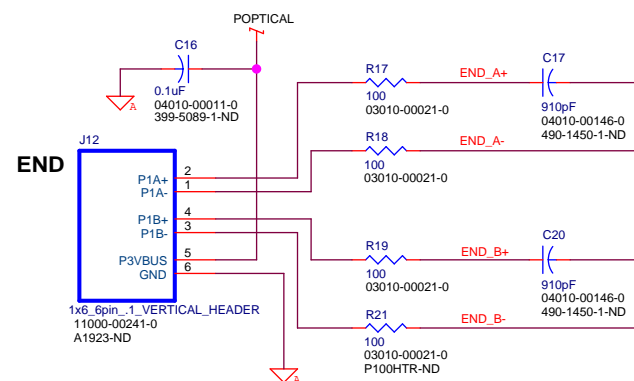 POPTICAL
C16
0.1uF
04010-00011-0
399-5089-1-ND
A
R17
100
03010-00021-0
END_A+
C17
910pF
04010-00146-0
490-1450-1-ND
R18
100
03010-00021-0
END_A-
END
J12
P1A+ 2
P1A- 1
P1B+ 4
P1B- 3
P3VBUS 5
GND 6
1x6_6pin_.1_VERTICAL_HEADER
11000-00241-0
A1923-ND
R19
100
03010-00021-0
END_B+
C20
910pF
04010-00146-0
490-1450-1-ND
R21
100
03010-00021-0
P100HTR-ND
END_B-
A